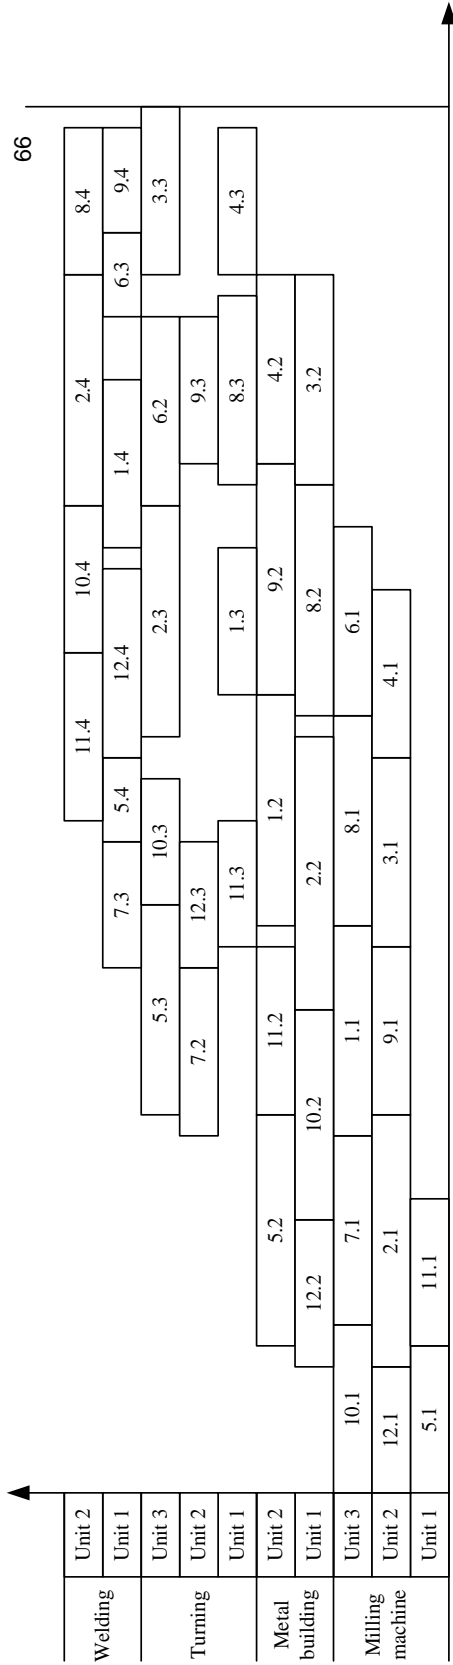 66
Welding
Unit 2
11.4
10.4
2.4
8.4
Unit 1
7.3
5.4
12.4
1.4
6.3
9.4
Turning
Unit 3
5.3
10.3
2.3
6.2
3.3
Unit 2
7.2
12.3
9.3
Unit 1
11.3
1.3
8.3
4.3
Metal
building
Unit 2
5.2
11.2
1.2
9.2
4.2
Unit 1
12.2
10.2
2.2
8.2
3.2
Milling
machine
Unit 3
10.1
7.1
1.1
8.1
6.1
Unit 2
12.1
2.1
9.1
3.1
4.1
Unit 1
5.1
11.1